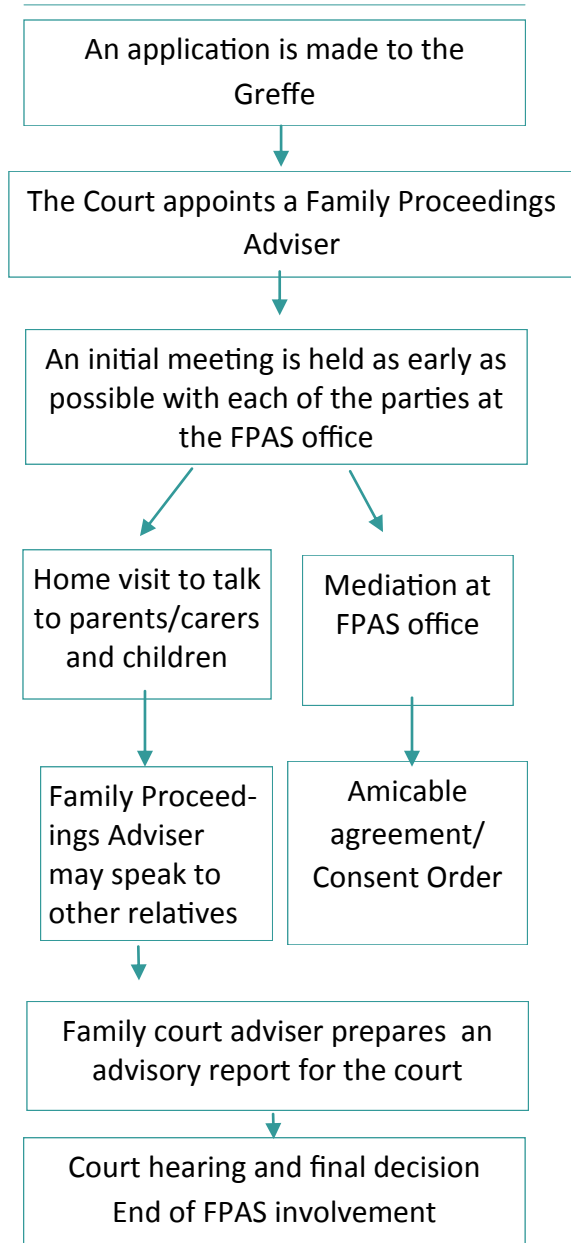 An application is made to the
Greffe
The Court appoints a Family Proceedings
Adviser
An initial meeting is held as early as
possible with each of the parties at
the FPAS office
Home visit to talk
to parents/carers
and children
Mediation at
FPAS office
Family Proceed-
ings Adviser
may speak to
other relatives
Amicable
agreement/
Consent Order
Family court adviser prepares  an
advisory report for the court
Court hearing and final decision
End of FPAS involvement